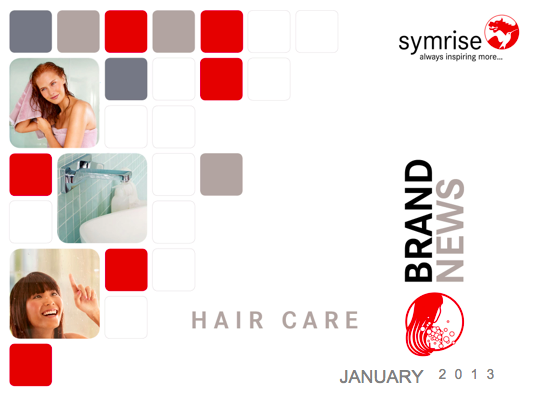 symrise
always inspiring more...
BRAND
NEWS
HAIR CARE
JANUARY 2013